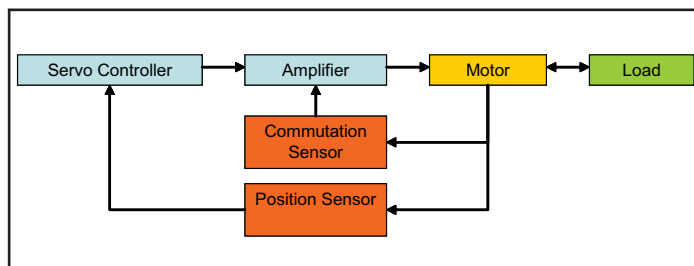 Servo Controller
Amplifier
Motor
Load
Commutation
Sensor
Position Sensor